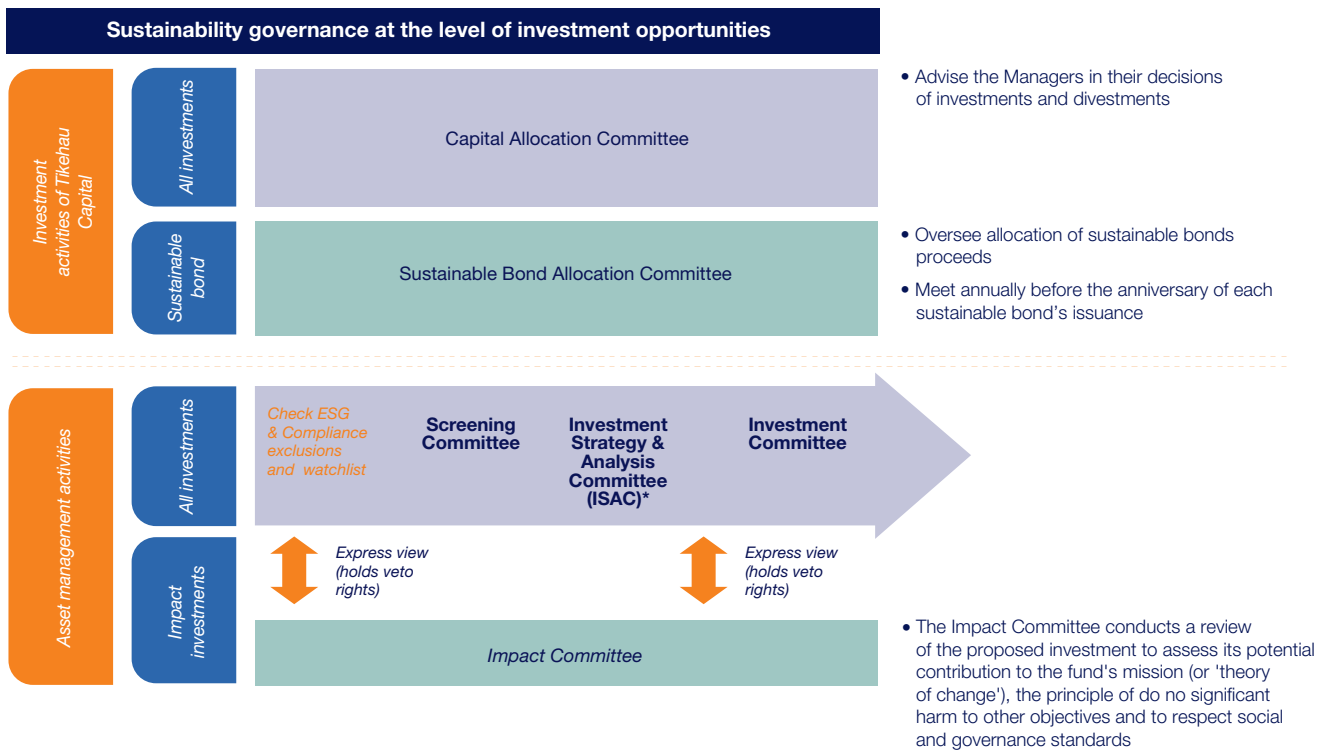 Sustainability governance at the level of investment opportunities
Investment
activities of Tikehau
Capital
All investments
Capital Allocation Committee
• Advise the Managers in their decisions
of investments and divestments
Sustainable
bond
Sustainable Bond Allocation Committee
• Oversee allocation of sustainable bonds
proceeds
• Meet annually before the anniversary of each
sustainable bond’s issuance
Asset management activities
All investments
Check ESG
& Compliance
exclusions
and watchlist
Screening
Committee
Investment
Strategy &
Analysis
Committee
(ISAC)*
Investment
Committee
Impact
investments
Express view
(holds veto
rights)
Express view
(holds veto
rights)
Impact Committee
• The Impact Committee conducts a review
of the proposed investment to assess its potential
contribution to the fund's mission (or 'theory
of change'), the principle of do no significant
harm to other objectives and to respect social
and governance standards